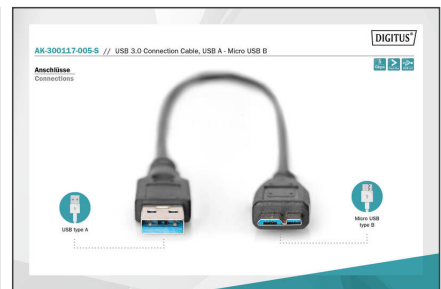 DIGITUS®
AK-300117-005-S // USB 3.0 Connection Cable, USB A - Micro USB B
Anschlüsse
Connections
USB type A
Micro USB
type B